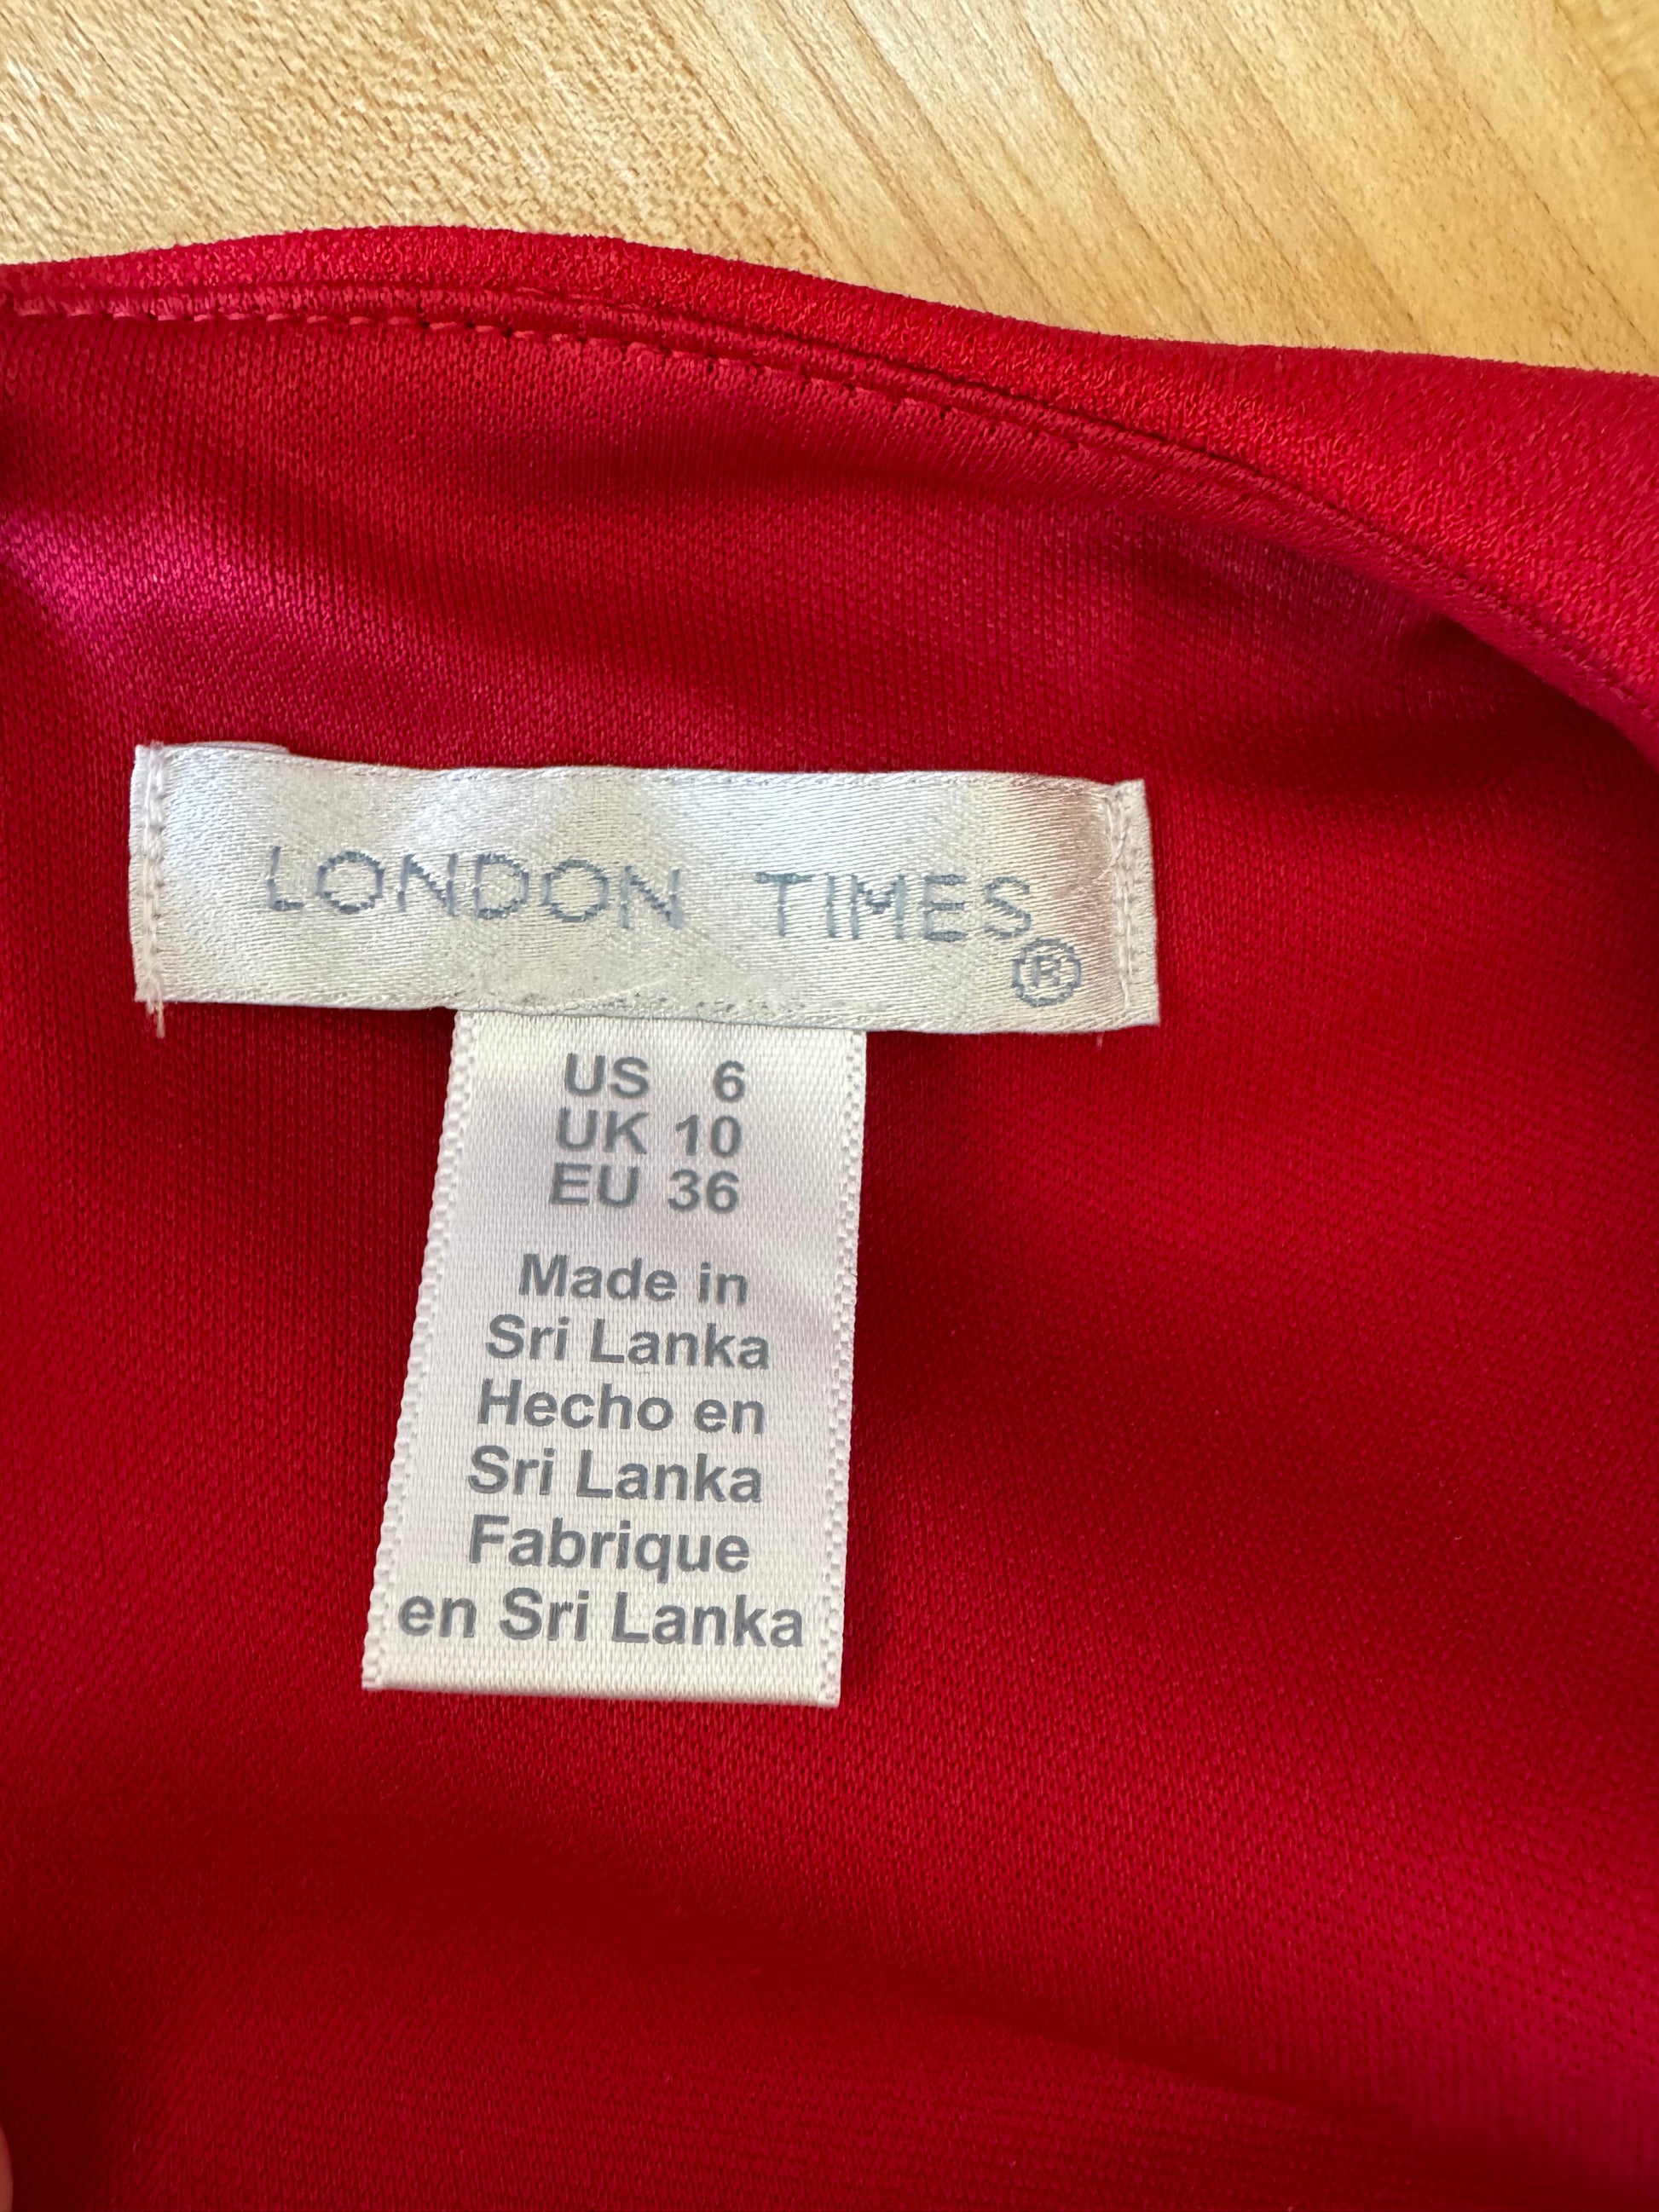 LONDON TIMES®
US 6
UK 10
EU 36
Made in
Sri Lanka
Hecho en
Sri Lanka
Fabrique
en Sri Lanka